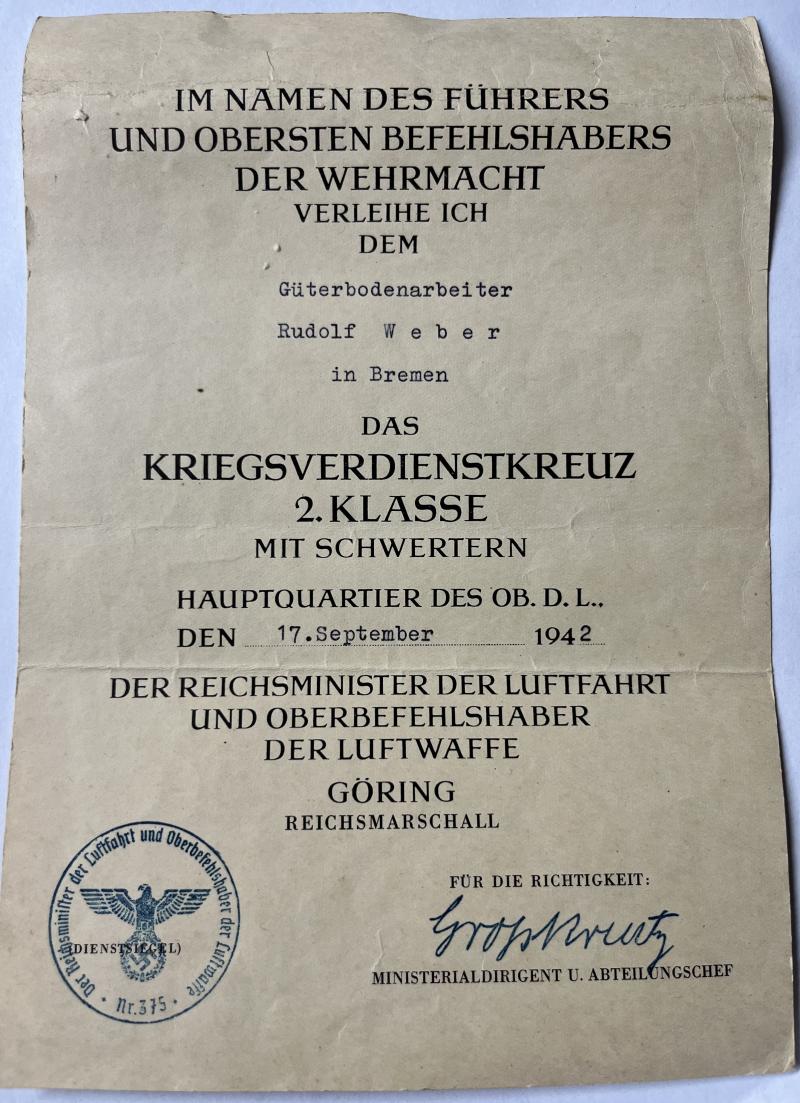 IM NAMEN DES FÜHRERS
UND OBERSTEN BEFEHLSHABERS
DER WEHRMACHT
VERLEIHE ICH
DEM
Güterbodenarbeiter
Rudolf W e b e r
in Bremen
DAS
KRIEGSVERDIENSTKREUZ
2. KLASSE
MIT SCHWERTERN
HAUPTQUARTIER DES OB. D. L.,
DEN 17.September 1942
DER REICHSMINISTER DER LUFTFAHRT
UND OBERBEFEHLSHABER
DER LUFTWAFFE
GÖRING
REICHSMARSCHALL
FÜR DIE RICHTIGKEIT:
Großkreutz
MINISTERIALDIRIGENT U. ABTEILUNGSCHEF
Der Reichsminister der Luftfahrt und Oberbefehlshaber der Luftwaffe
(DIENSTSIEGEL)
Nr.375